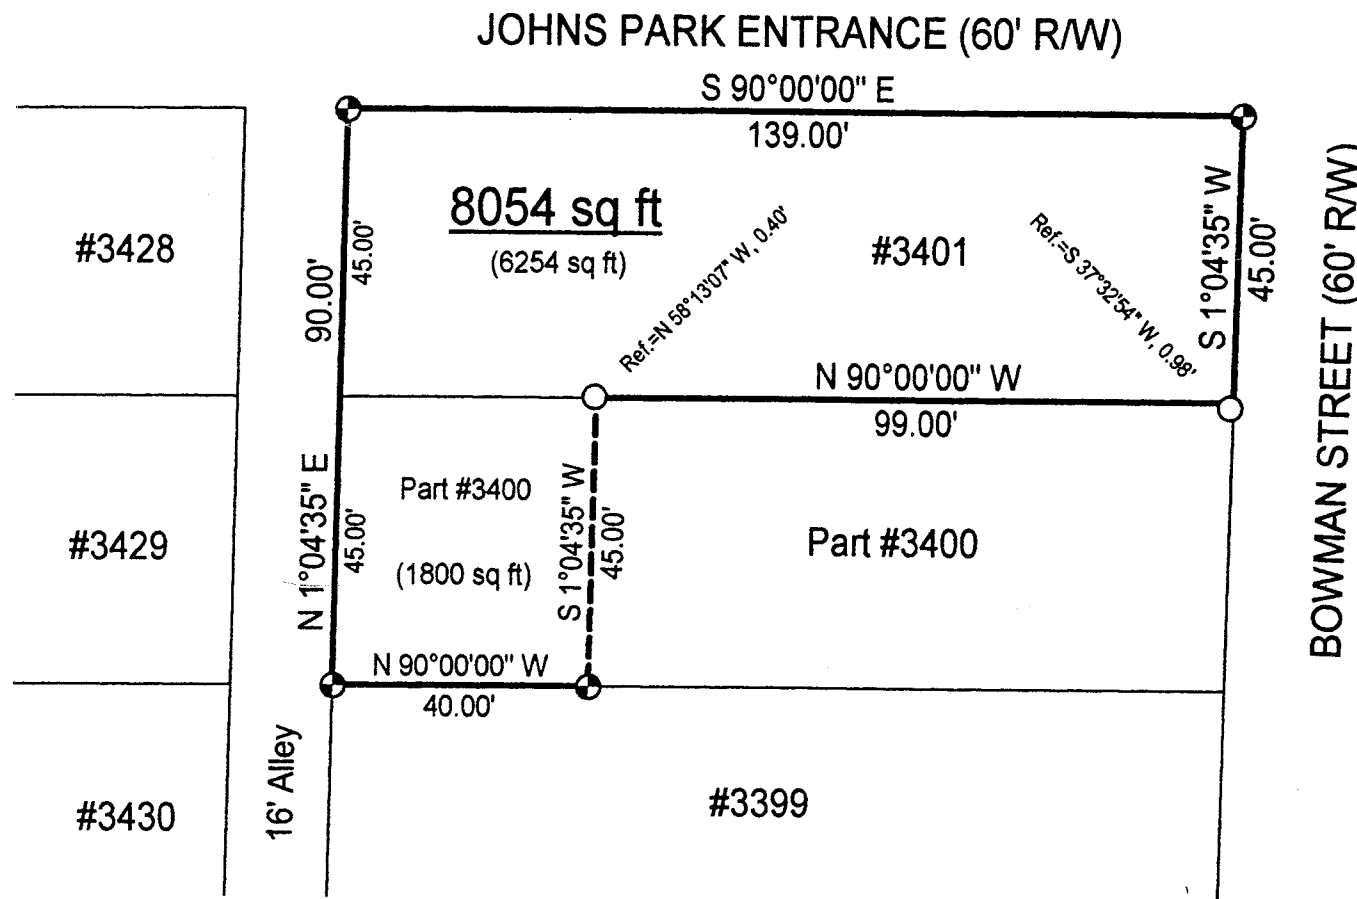 JOHNS PARK ENTRANCE (60' R/W)
S 90°00'00" E
139.00'
8054 sq ft
(6254 sq ft)
#3401
#3428
90.00'
45.00'
Ref.=N 58°13'07" W, 0.40'
Ref.=S 37°32'54" W, 0.98'
S 1°04'35" W
45.00'
BOWMAN STREET (60' R/W)
N 90°00'00" W
99.00'
#3429
N 1°04'35" E
45.00'
Part #3400
(1800 sq ft)
S 1°04'35" W
45.00'
Part #3400
N 90°00'00" W
40.00'
#3430
16' Alley
#3399